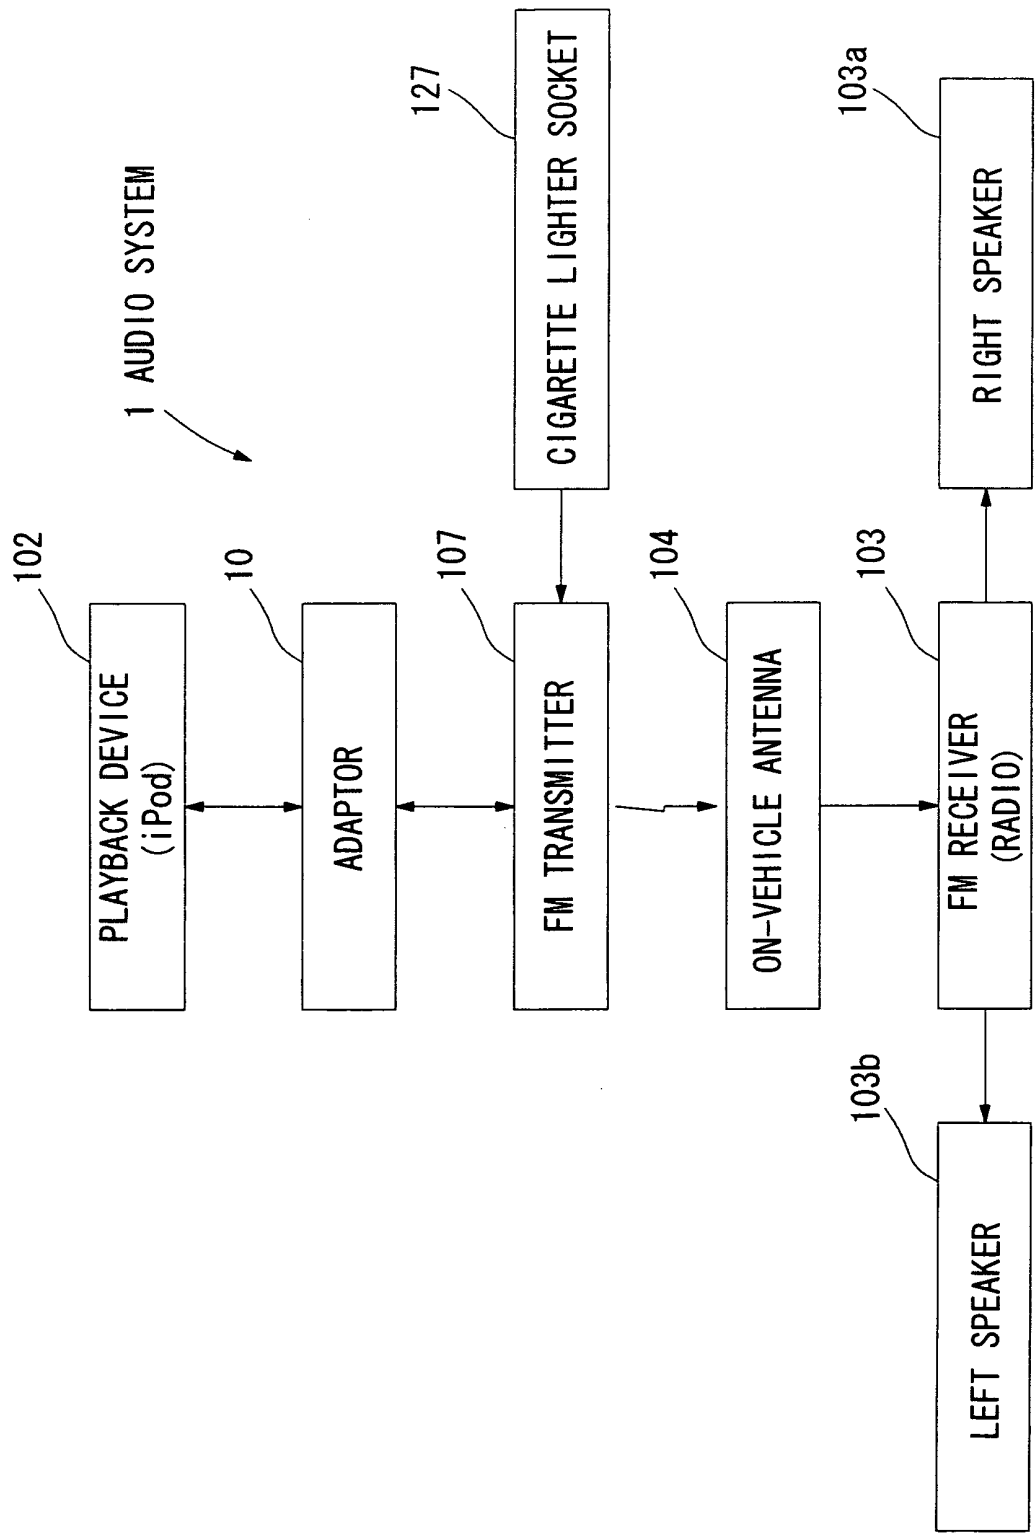 1 AUDIO SYSTEM
102
PLAYBACK DEVICE
(iPod)
10
ADAPTOR
107
FM TRANSMITTER
127
CIGARETTE LIGHTER SOCKET
104
ON-VEHICLE ANTENNA
103
FM RECEIVER
(RADIO)
103a
RIGHT SPEAKER
103b
LEFT SPEAKER